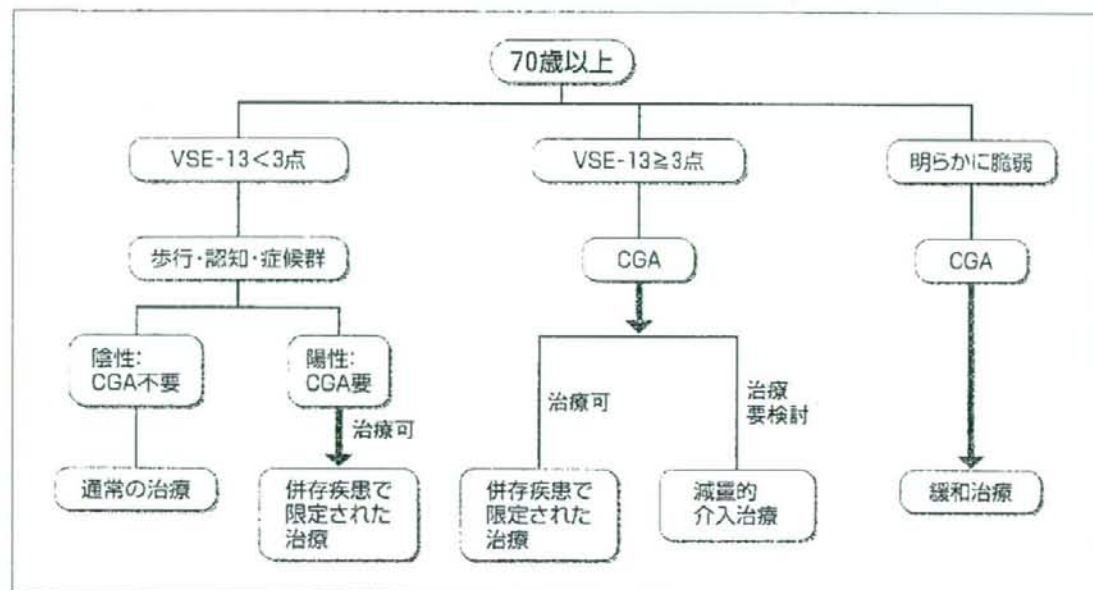 70歳以上
VSE-13<3点
VSE-13≧3点
明らかに脆弱
歩行・認知・症候群
CGA
CGA
陰性:
CGA不要
陽性:
CGA要
治療可
治療可
治療
要検討
通常の治療
併存疾患で
限定された
治療
併存疾患で
限定された
治療
減量的
介入治療
緩和治療